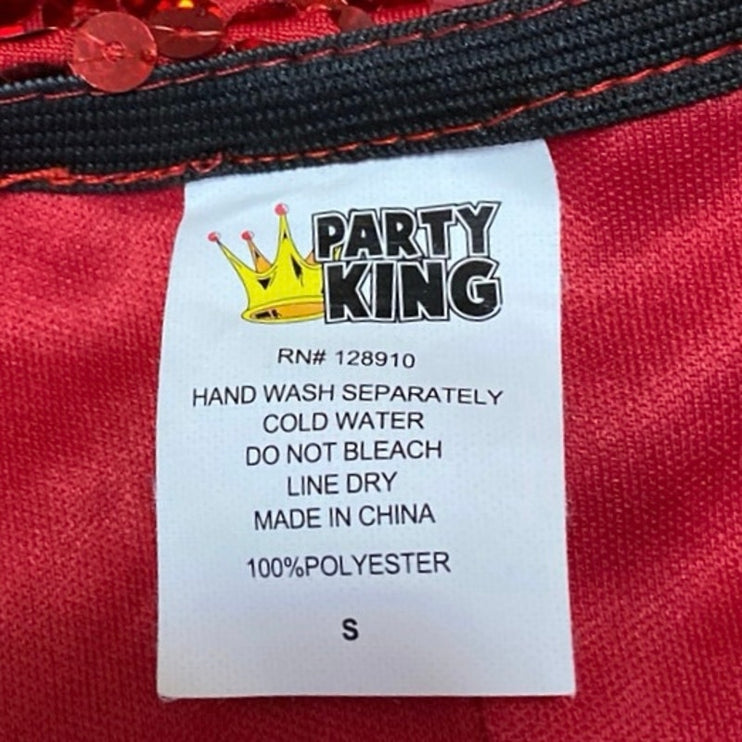 PARTY
KING
RN# 128910
HAND WASH SEPARATELY
COLD WATER
DO NOT BLEACH
LINE DRY
MADE IN CHINA
100%POLYESTER
S